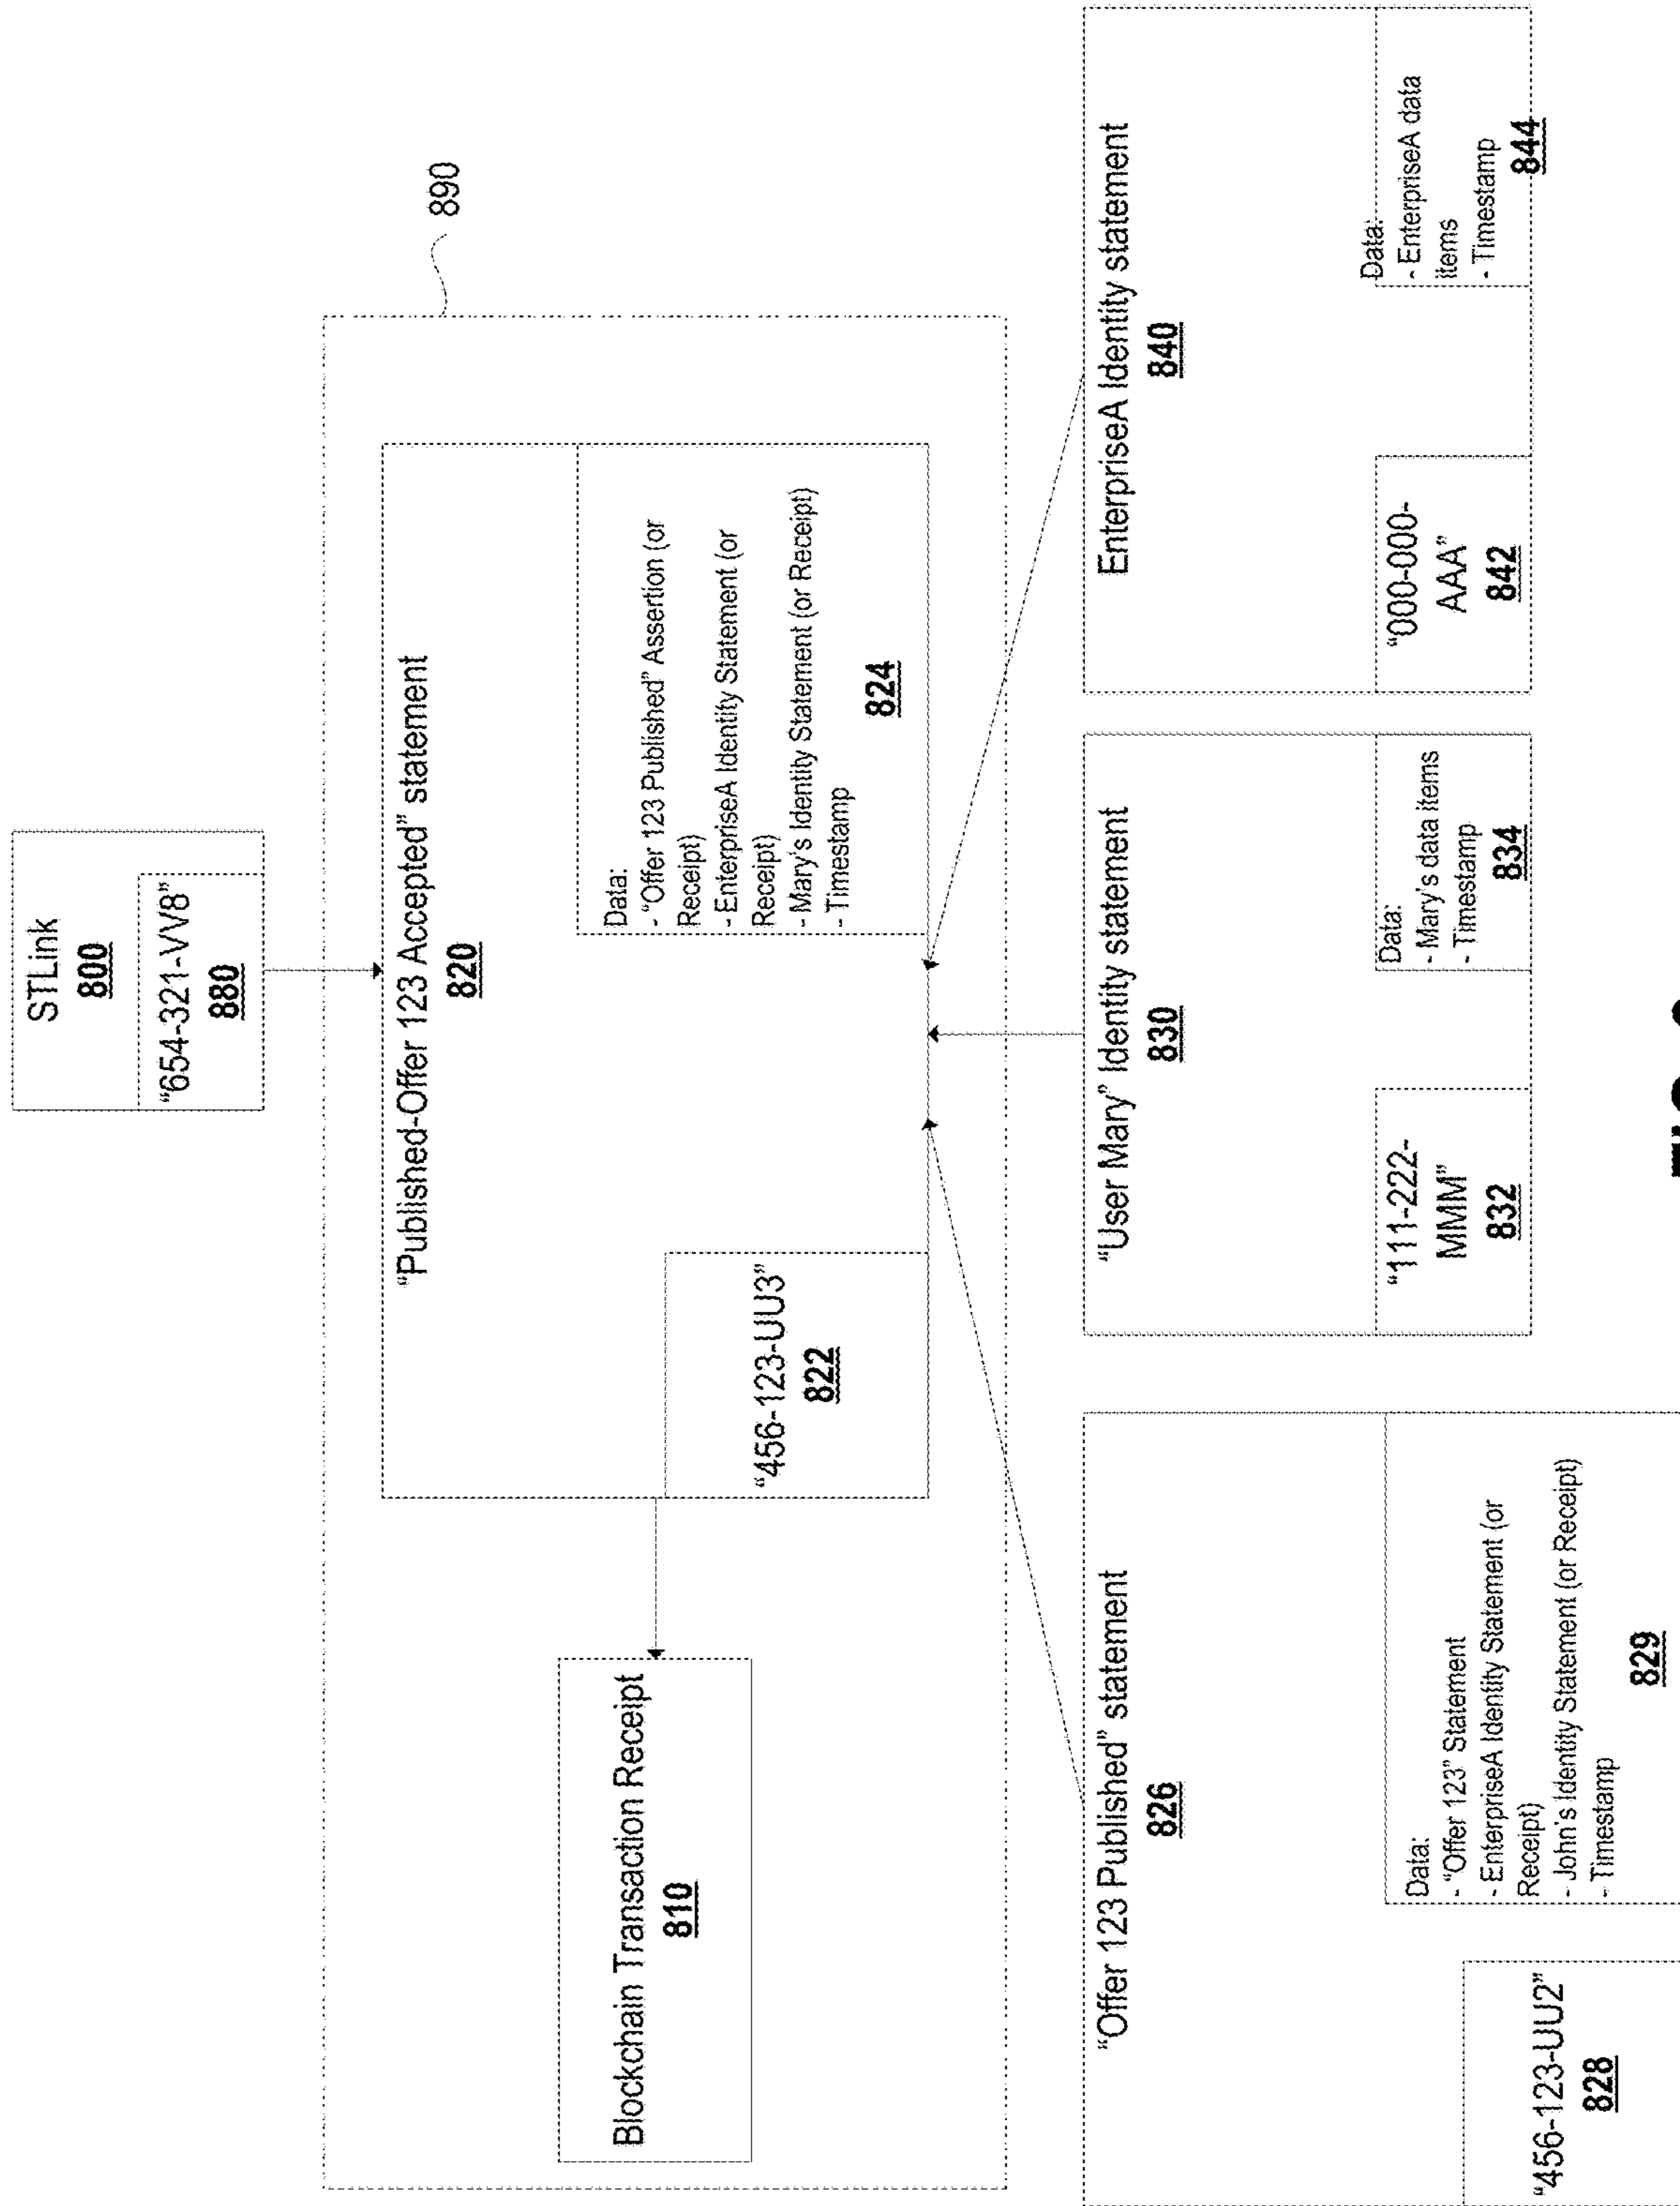 STLink
800
“654-321-VV8”
880
890
Blockchain Transaction Receipt
810
“Published-Offer 123 Accepted” statement
820
“456-123-UU3”
822
Data:
- “Offer 123 Published” Assertion (or
Receipt)
- EnterpriseA Identity Statement (or
Receipt)
- Mary's Identity Statement (or Receipt)
- Timestamp
824
“Offer 123 Published” statement
826
“456-123-UU2”
828
Data:
- “Offer 123” Statement
- EnterpriseA Identity Statement (or
Receipt)
- John's Identity Statement (or Receipt)
- Timestamp
829
“User Mary” Identity statement
830
“111-222-
MMM”
832
Data:
- Mary's data items
- Timestamp
834
EnterpriseA Identity statement
840
“000-000-
AAA”
842
Data:
- EnterpriseA data
items
- Timestamp
844